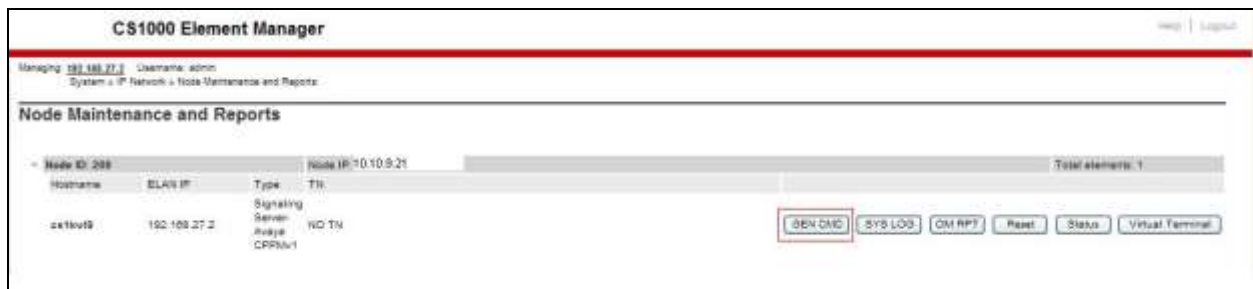 CS1000 Element Manager
Help | Logout
Managing: 192.168.27.2 Username: admin
System » IP Network » Node Maintenance and Reports
Node Maintenance and Reports
- Node ID: 208 Node IP: 10.10.9.21 Total elements: 1
Hostname ELAN IP Type TN
Signaling Server-Avaya CPPMv1
192.168.27.2 NO TN GEN CMD SYS LOG OM RPT Reset Status Virtual Terminal